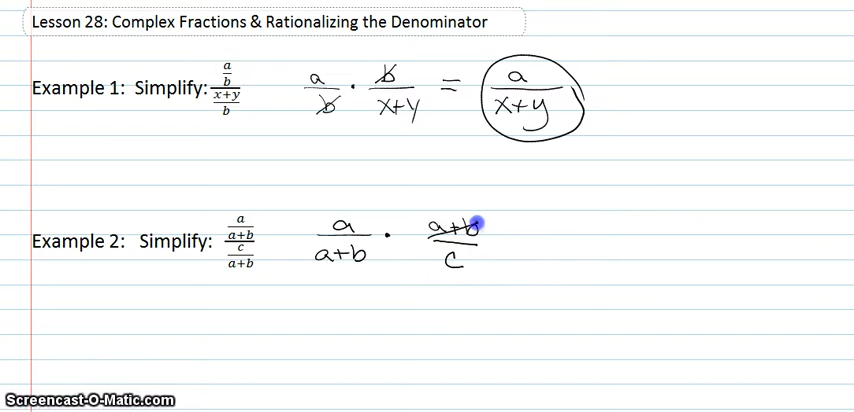 Lesson 28: Complex Fractions & Rationalizing the Denominator
Example 1: Simplify: (a/b)/((x+y)/b) a/b · b/(x+y) = a/(x+y)
Example 2: Simplify: (a/(a+b))/(c/(a+b)) a/(a+b) · (a+b)/c
Screencast-O-Matic.com